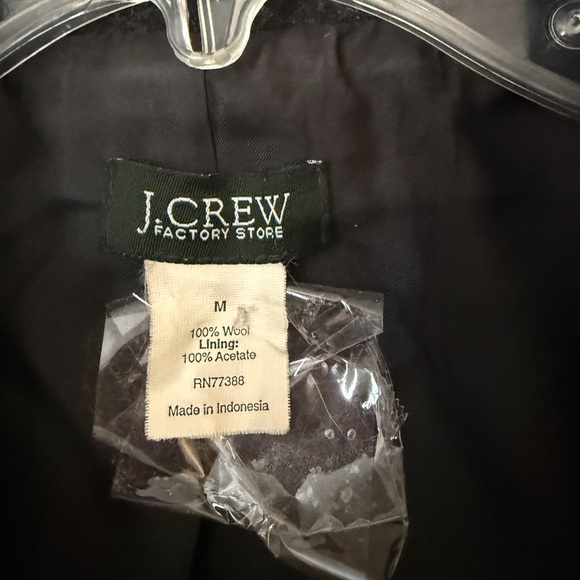 J.CREW
FACTORY STORE
M
100% Wool
Lining:
100% Acetate
RN77388
Made in Indonesia